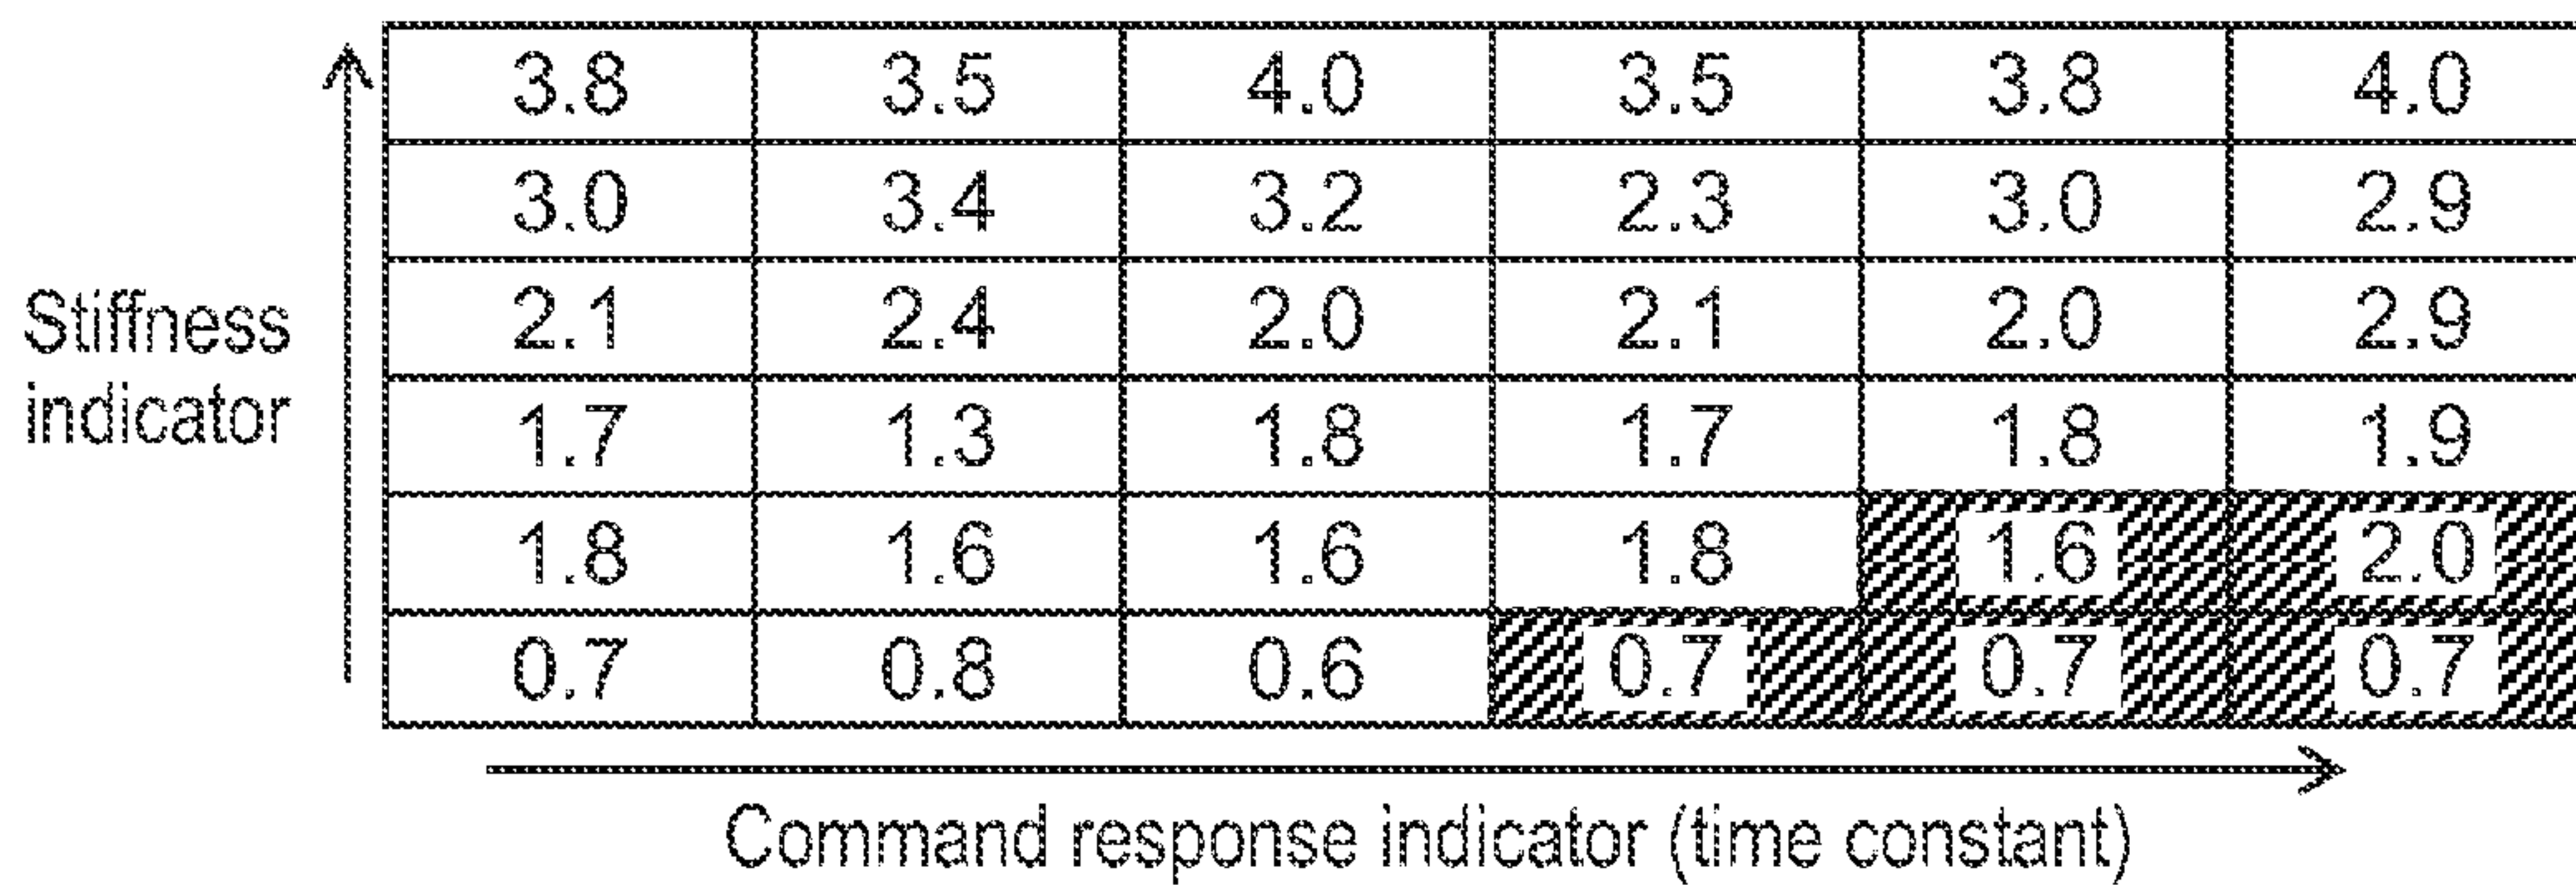 3.8 3.5 4.0 3.5 3.8 4.0
3.0 3.4 3.2 2.3 3.0 2.9
2.1 2.4 2.0 2.1 2.0 2.9
1.7 1.3 1.8 1.7 1.8 1.9
1.8 1.6 1.6 1.8 1.6 2.0
0.7 0.8 0.6 0.7 0.7 0.7
Stiffness
indicator
Command response indicator (time constant)